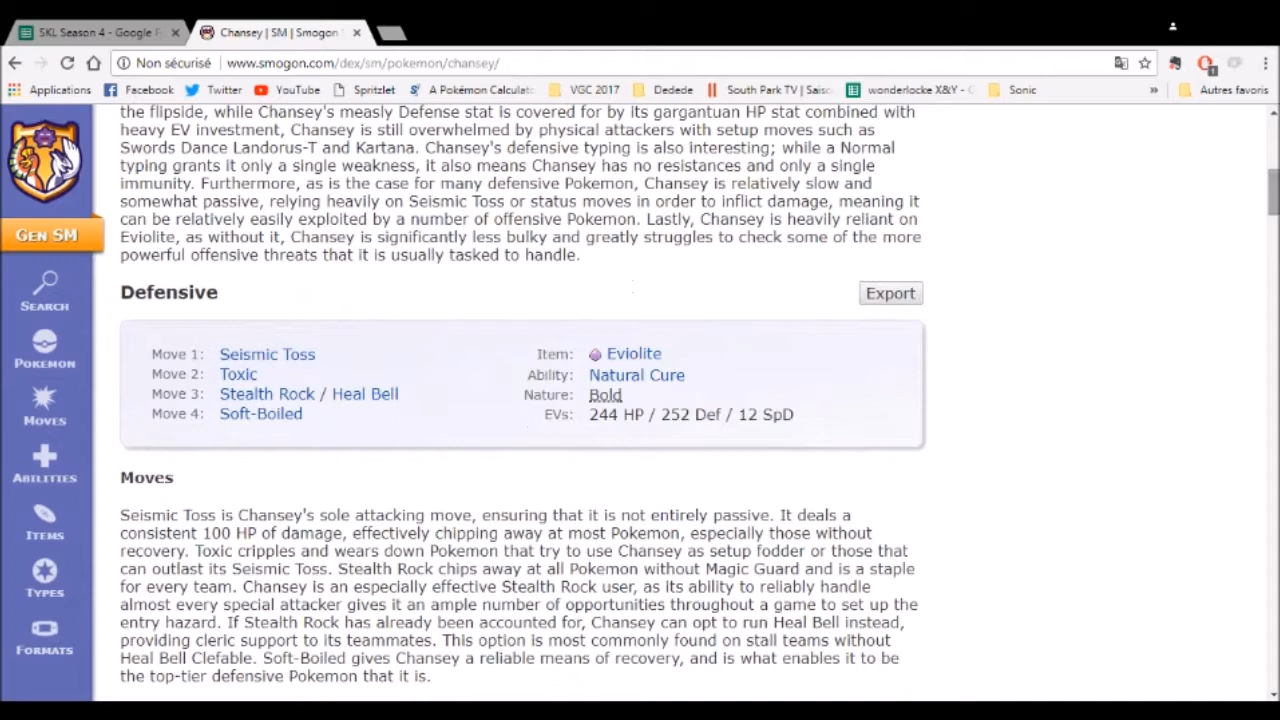 SKL Season 4 - Google F
Chansey | SM | Smogon
Non sécurisé
www.smogon.com/dex/sm/pokemon/chansey/
1
Applications
Facebook
Twitter
YouTube
Spritzlet
A Pokémon Calculat
VGC 2017
Dedede
South Park TV | Saiso
wonderlocke X&Y - C
Sonic
»
Autres favoris
the flipside, while Chansey's measly Defense stat is covered for by its gargantuan HP stat combined with
heavy EV investment, Chansey is still overwhelmed by physical attackers with setup moves such as
Swords Dance Landorus-T and Kartana. Chansey's defensive typing is also interesting; while a Normal
typing grants it only a single weakness, it also means Chansey has no resistances and only a single
immunity. Furthermore, as is the case for many defensive Pokemon, Chansey is relatively slow and
somewhat passive, relying heavily on Seismic Toss or status moves in order to inflict damage, meaning it
can be relatively easily exploited by a number of offensive Pokemon. Lastly, Chansey is heavily reliant on
Eviolite, as without it, Chansey is significantly less bulky and greatly struggles to check some of the more
powerful offensive threats that it is usually tasked to handle.
GEN SM
SEARCH
POKEMON
MOVES
ABILITIES
ITEMS
TYPES
FORMATS
Defensive
Export
Move 1: Seismic Toss
Move 2: Toxic
Move 3: Stealth Rock / Heal Bell
Move 4: Soft-Boiled
Item: Eviolite
Ability: Natural Cure
Nature: Bold
EVs: 244 HP / 252 Def / 12 SpD
Moves
Seismic Toss is Chansey's sole attacking move, ensuring that it is not entirely passive. It deals a
consistent 100 HP of damage, effectively chipping away at most Pokemon, especially those without
recovery. Toxic cripples and wears down Pokemon that try to use Chansey as setup fodder or those that
can outlast its Seismic Toss. Stealth Rock chips away at all Pokemon without Magic Guard and is a staple
for every team. Chansey is an especially effective Stealth Rock user, as its ability to reliably handle
almost every special attacker gives it an ample number of opportunities throughout a game to set up the
entry hazard. If Stealth Rock has already been accounted for, Chansey can opt to run Heal Bell instead,
providing cleric support to its teammates. This option is most commonly found on stall teams without
Heal Bell Clefable. Soft-Boiled gives Chansey a reliable means of recovery, and is what enables it to be
the top-tier defensive Pokemon that it is.